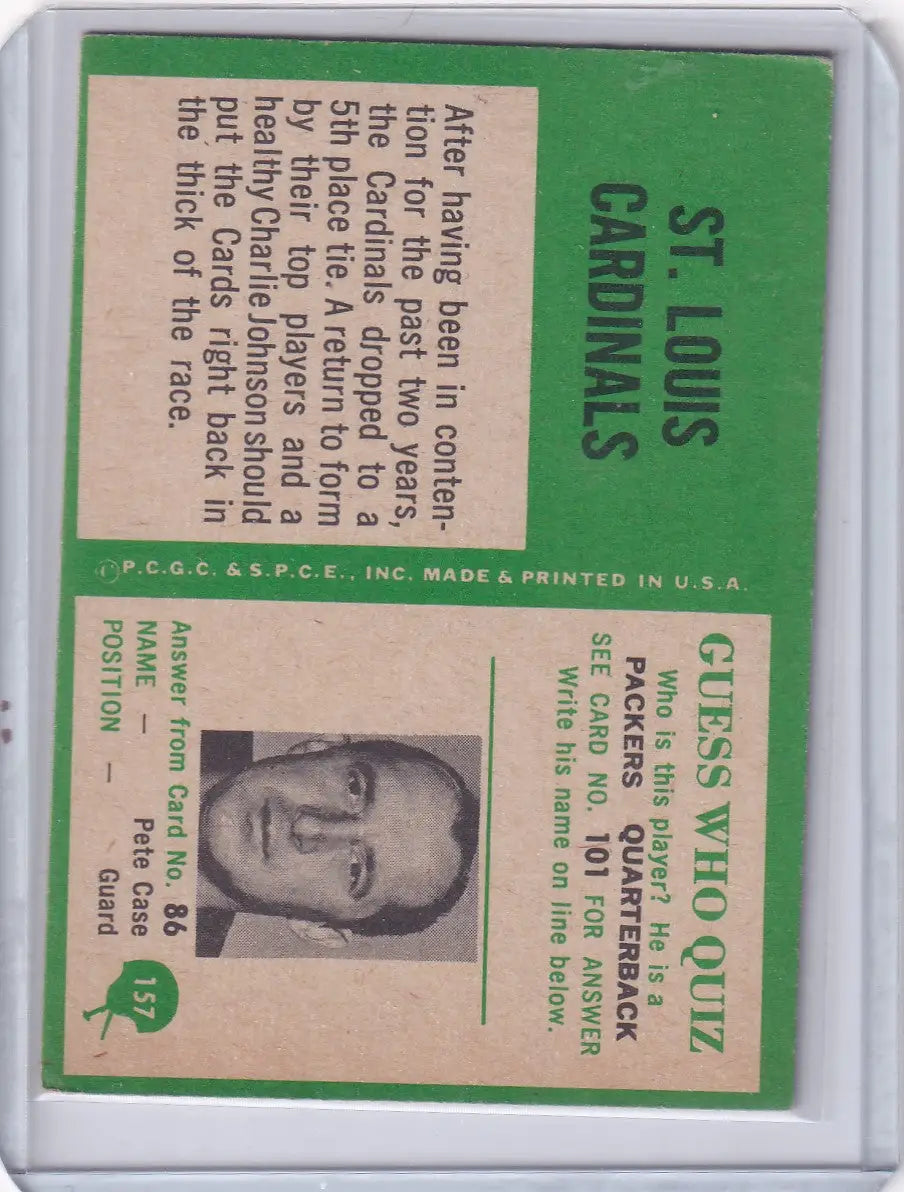 ST. LOUIS
CARDINALS
After having been in conten-
tion for the past two years,
the Cardinals dropped to a
5th place tie. A return to form
by their top players and a
healthy Charlie Johnson should
put the Cards right back in
the thick of the race.
© P.C.G.C. & S.P.C.E., INC. MADE & PRINTED IN U.S.A.
GUESS WHO QUIZ
Who is this player? He is a
PACKERS QUARTERBACK
SEE CARD NO. 101 FOR ANSWER
Write his name on line below.
Answer from Card No. 86
NAME — Pete Case
POSITION — Guard
157